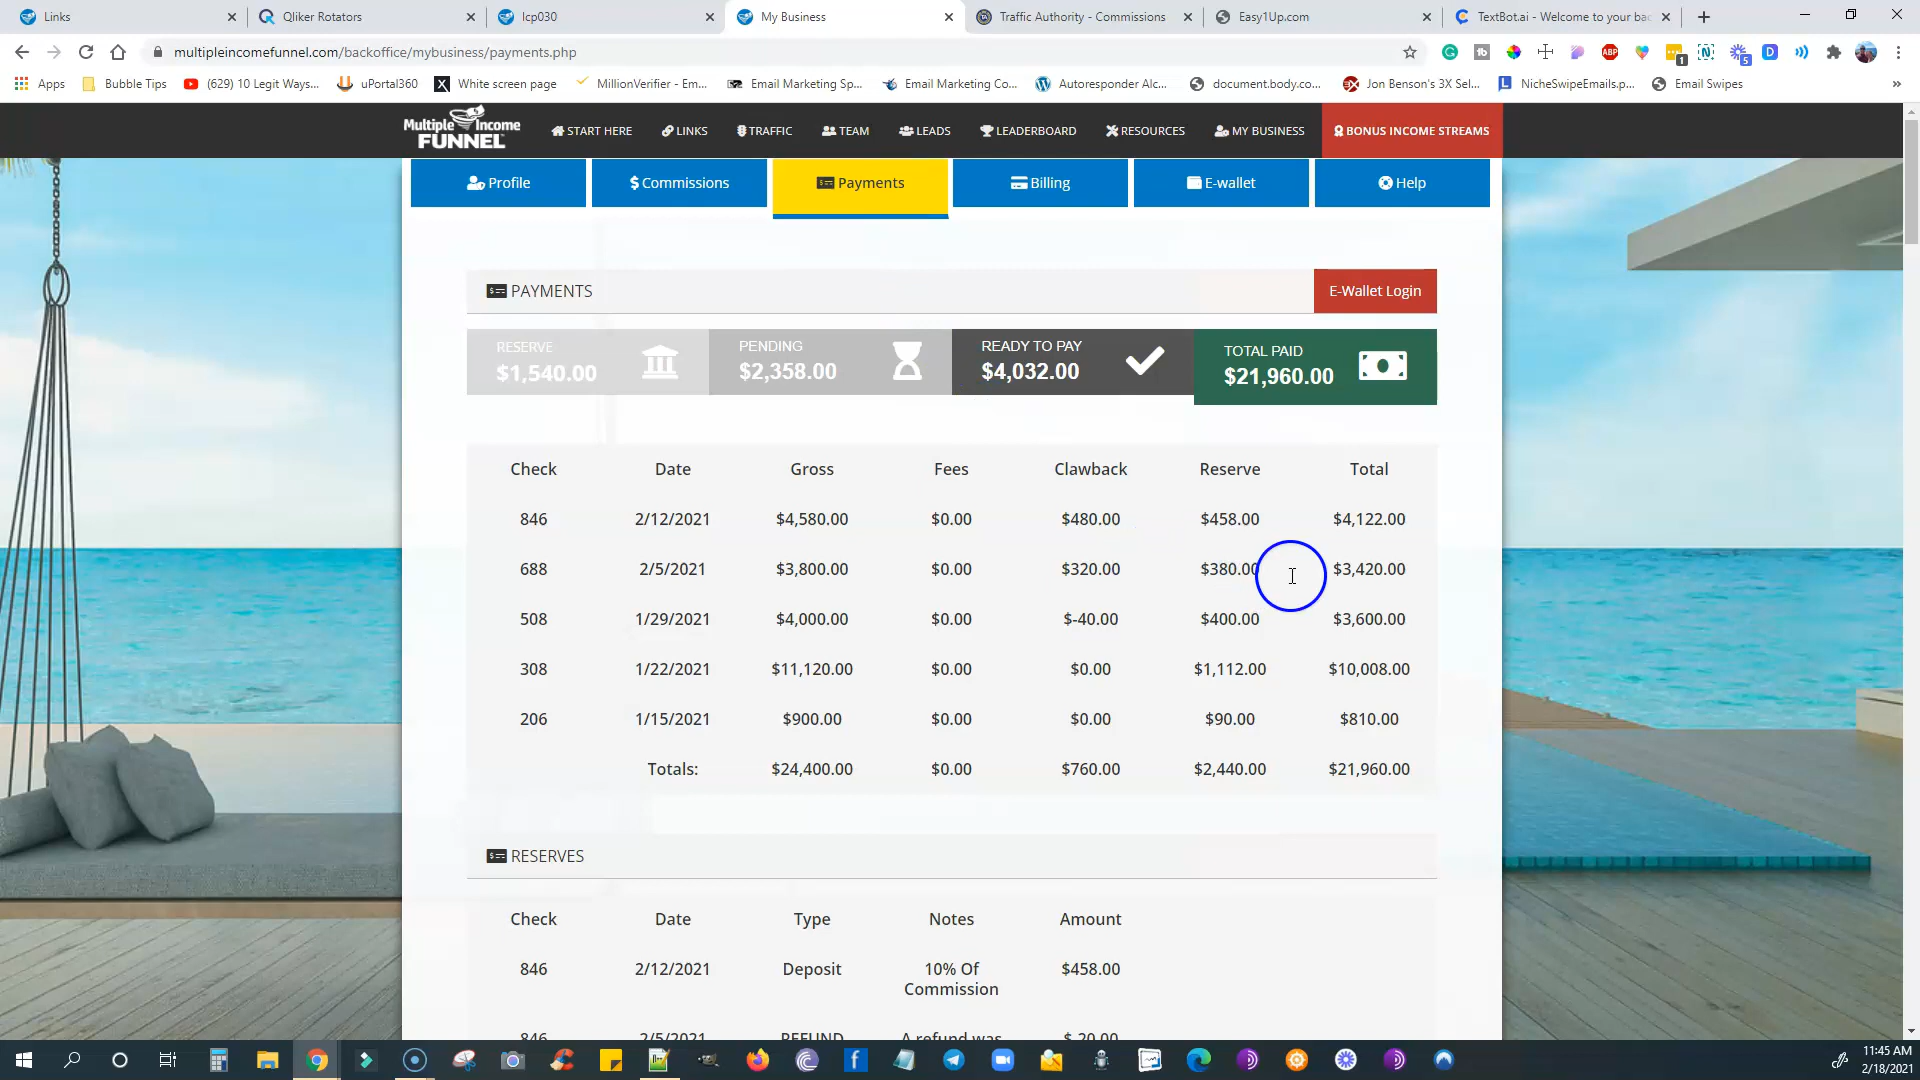 Links
Qliker Rotators
lcp030
My Business
Traffic Authority - Commissions
Easy1Up.com
TextBot.ai - Welcome to your bac
multipleincomefunnel.com/backoffice/mybusiness/payments.php
Apps
Bubble Tips
(629) 10 Legit Ways...
uPortal360
White screen page
MillionVerifier - Em...
Email Marketing Sp...
Email Marketing Co...
Autoresponder Alc...
document.body.co...
Jon Benson's 3X Sel...
NicheSwipeEmails.p...
Email Swipes
Multiple Income FUNNEL
START HERE
LINKS
TRAFFIC
TEAM
LEADS
LEADERBOARD
RESOURCES
MY BUSINESS
BONUS INCOME STREAMS
Profile
Commissions
Payments
Billing
E-wallet
Help
PAYMENTS
E-Wallet Login
RESERVE
$1,540.00
PENDING
$2,358.00
READY TO PAY
$4,032.00
TOTAL PAID
$21,960.00
Check Date Gross Fees Clawback Reserve Total
846 2/12/2021 $4,580.00 $0.00 $480.00 $458.00 $4,122.00
688 2/5/2021 $3,800.00 $0.00 $320.00 $380.00 $3,420.00
508 1/29/2021 $4,000.00 $0.00 $-40.00 $400.00 $3,600.00
308 1/22/2021 $11,120.00 $0.00 $0.00 $1,112.00 $10,008.00
206 1/15/2021 $900.00 $0.00 $0.00 $90.00 $810.00
Totals: $24,400.00 $0.00 $760.00 $2,440.00 $21,960.00
RESERVES
Check Date Type Notes Amount
846 2/12/2021 Deposit 10% Of $458.00
Commission
846 2/5/2021 REFUND A refund was $-20.00
11:45 AM
2/18/2021